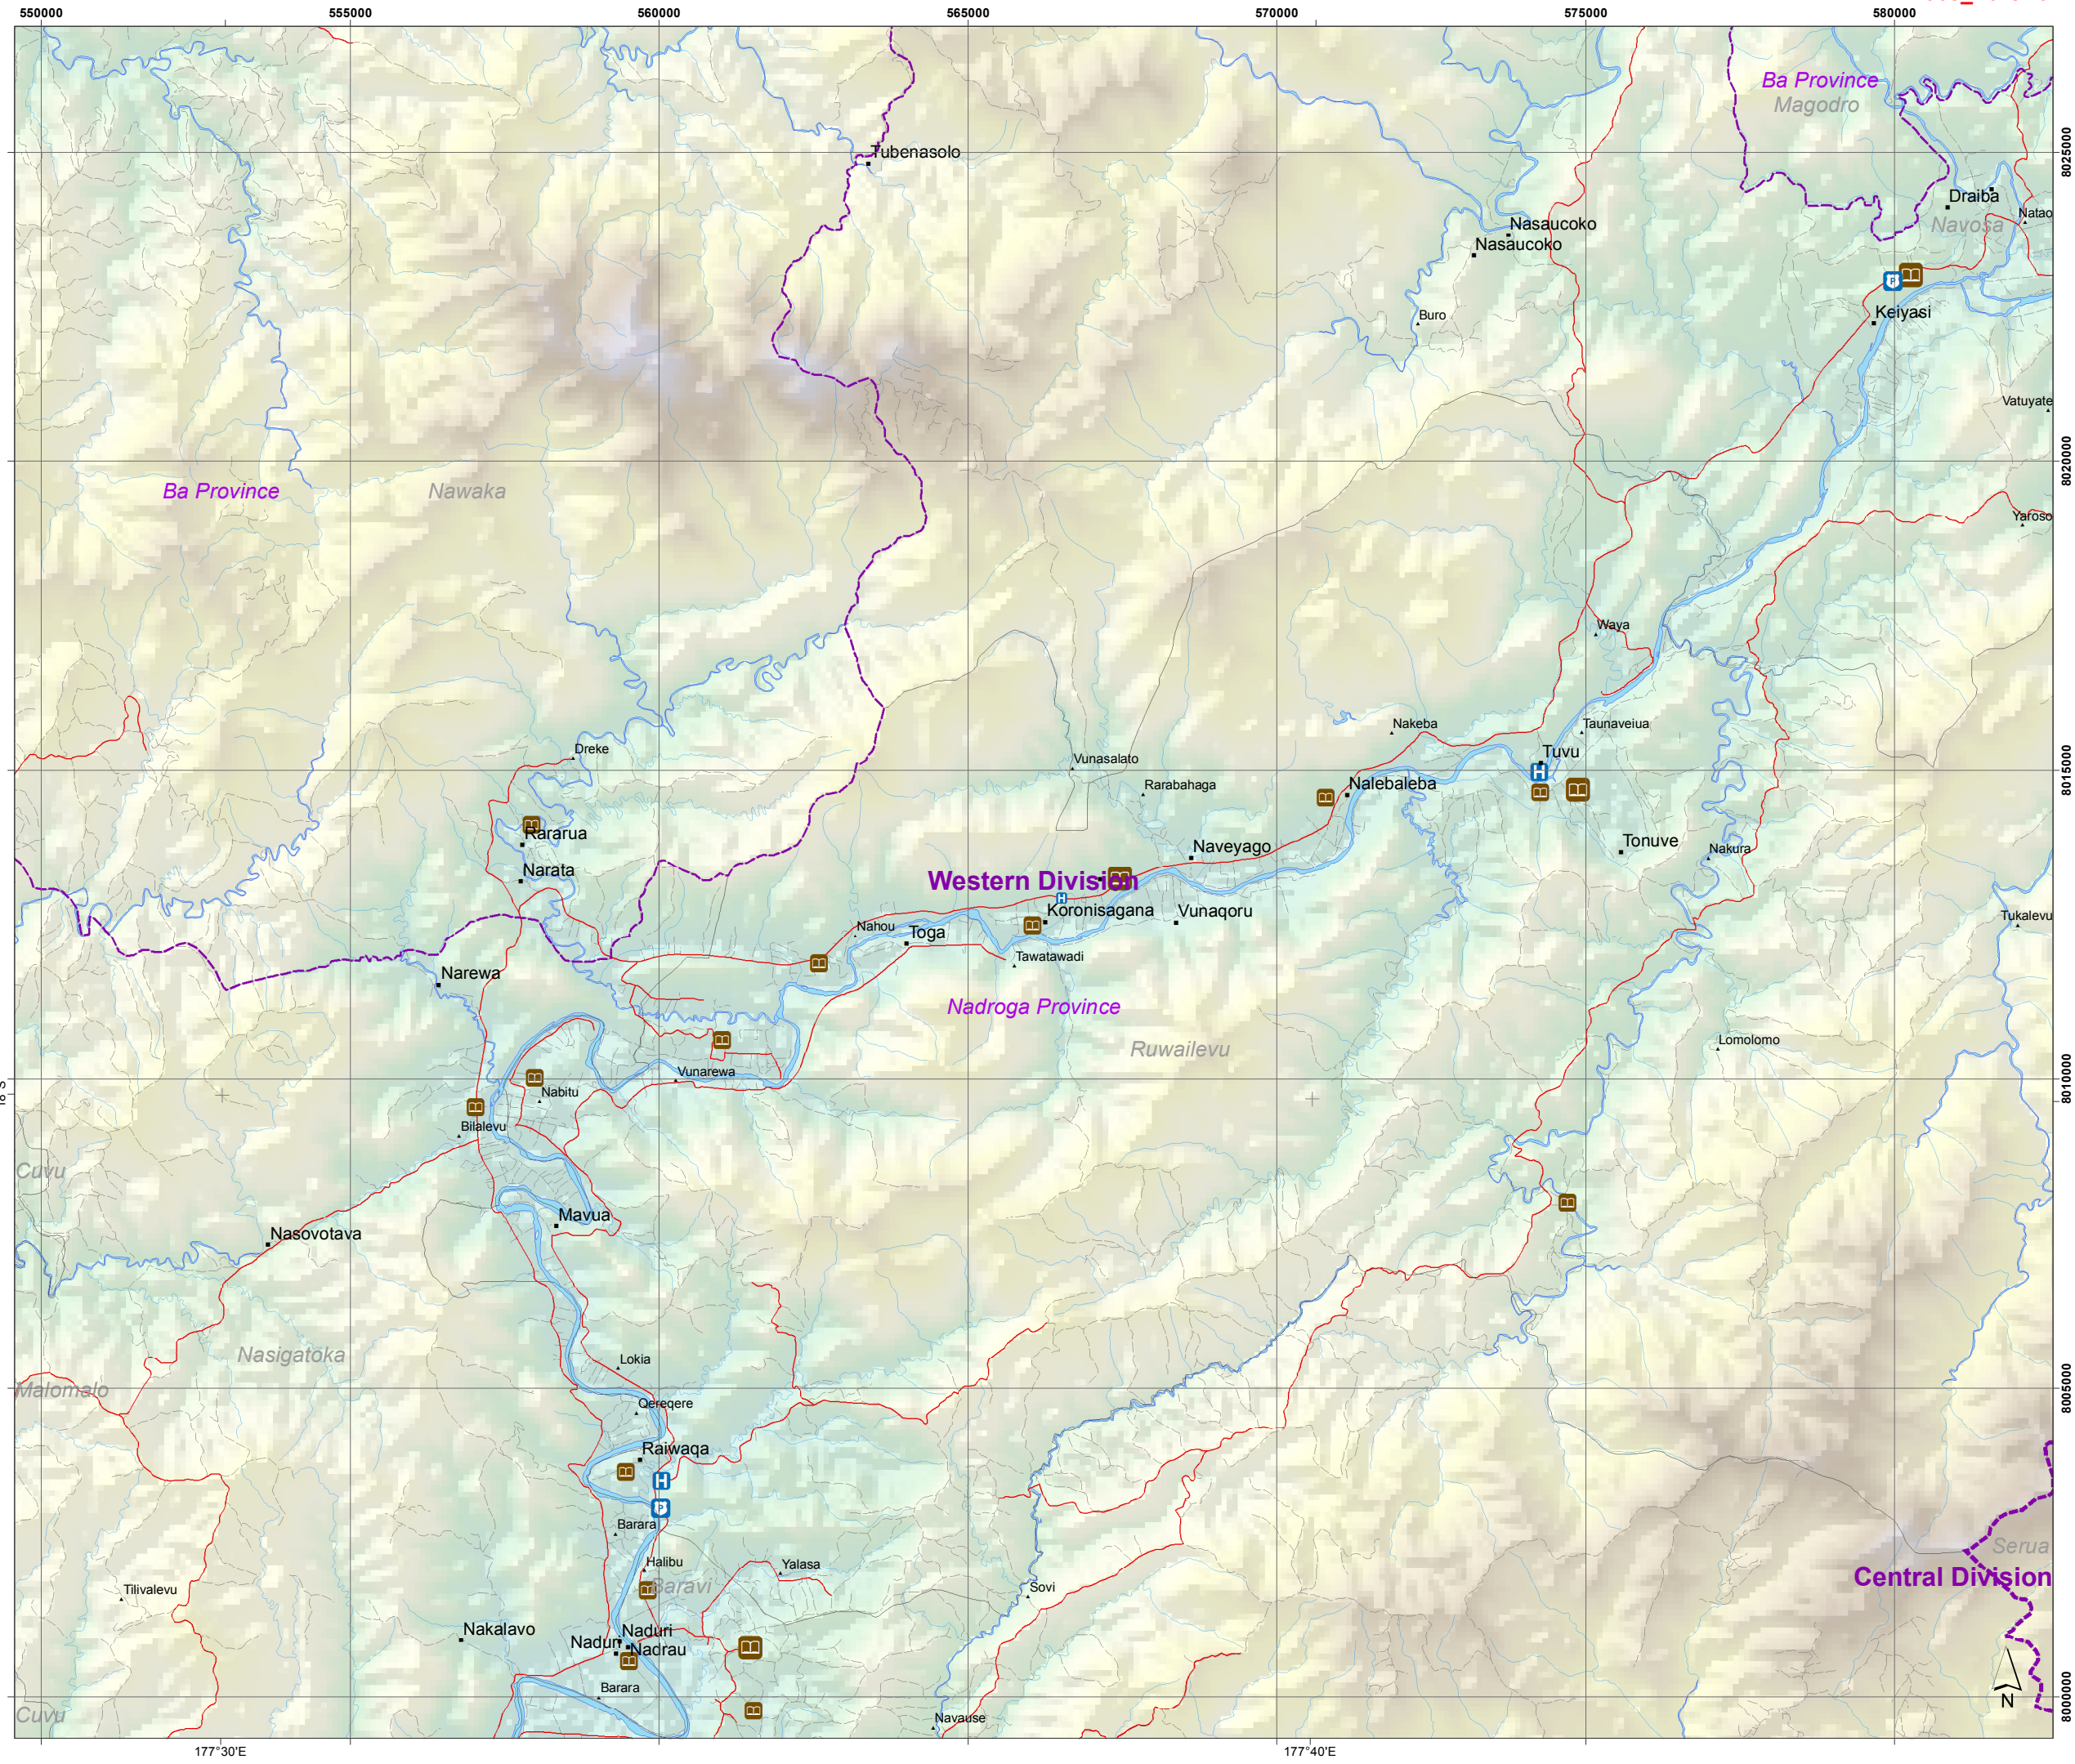 550000 555000 560000 565000 570000 575000 580000
Ba Province
Magodro
8025000
Tubenasolo
Draiba
Natao
Navosa
Nasaucoko
Nasaucoko
P
Keiyasi
Buro
Vatuyate
8020000
Ba Province
Nawaka
Yaroso
Waya
Nakeba
Taunaveiua
Dreke
Tuvu
Vunasalato
H
8015000
Rarabahaga
Nalebaleba
Rararua
Tonuve
Naveyago
Nakura
Narata
Western Division
H
Koronisagana
Vunaqoru
Tukalevu
Nahou
Toga
Tawatawadi
Narewa
Nadroga Province
Lomolomo
Ruwailevu
Vunarewa
8010000
Nabitu
Bilalevu
Cuvu
Mavua
Nasovotava
Nasigatoka
Lokia
Malomalo
8005000
Qereqere
Raiwaqa
H
P
Barara
Serua
Halibu
Yalasa
Baravi
Central Division
Tilivalevu
Sovi
Nakalavo
Naduri
Naduri
Nadrau
Barara
8000000
N
Cuvu
Navause
177°30'E 177°40'E